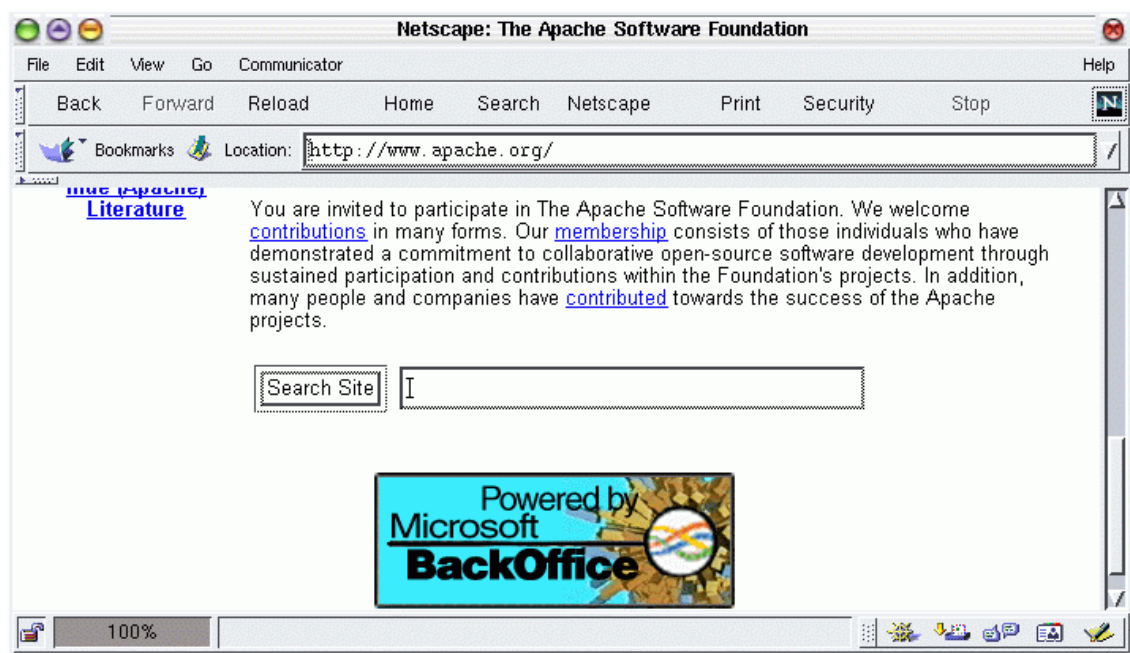 Netscape: The Apache Software Foundation
File Edit View Go Communicator Help
Back Forward Reload Home Search Netscape Print Security Stop
N
Bookmarks Location: http://www.apache.org/
(Apache)
Literature
You are invited to participate in The Apache Software Foundation. We welcome
contributions in many forms. Our membership consists of those individuals who have
demonstrated a commitment to collaborative open-source software development through
sustained participation and contributions within the Foundation's projects. In addition,
many people and companies have contributed towards the success of the Apache
projects.
Search Site
Powered by
Microsoft
BackOffice
100%